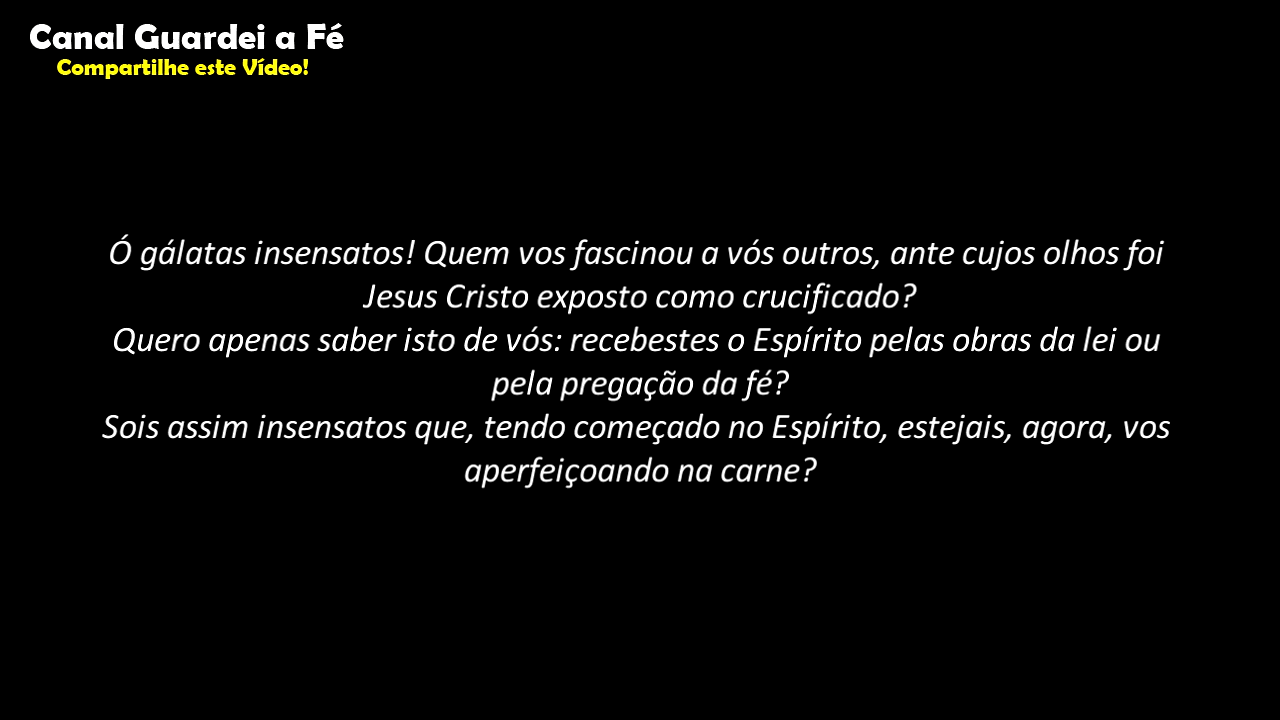 Canal Guardei a Fé
Compartilhe este Vídeo!
Ó gálatas insensatos! Quem vos fascinou a vós outros, ante cujos olhos foi
Jesus Cristo exposto como crucificado?
Quero apenas saber isto de vós: recebestes o Espírito pelas obras da lei ou
pela pregação da fé?
Sois assim insensatos que, tendo começado no Espírito, estejais, agora, vos
aperfeiçoando na carne?